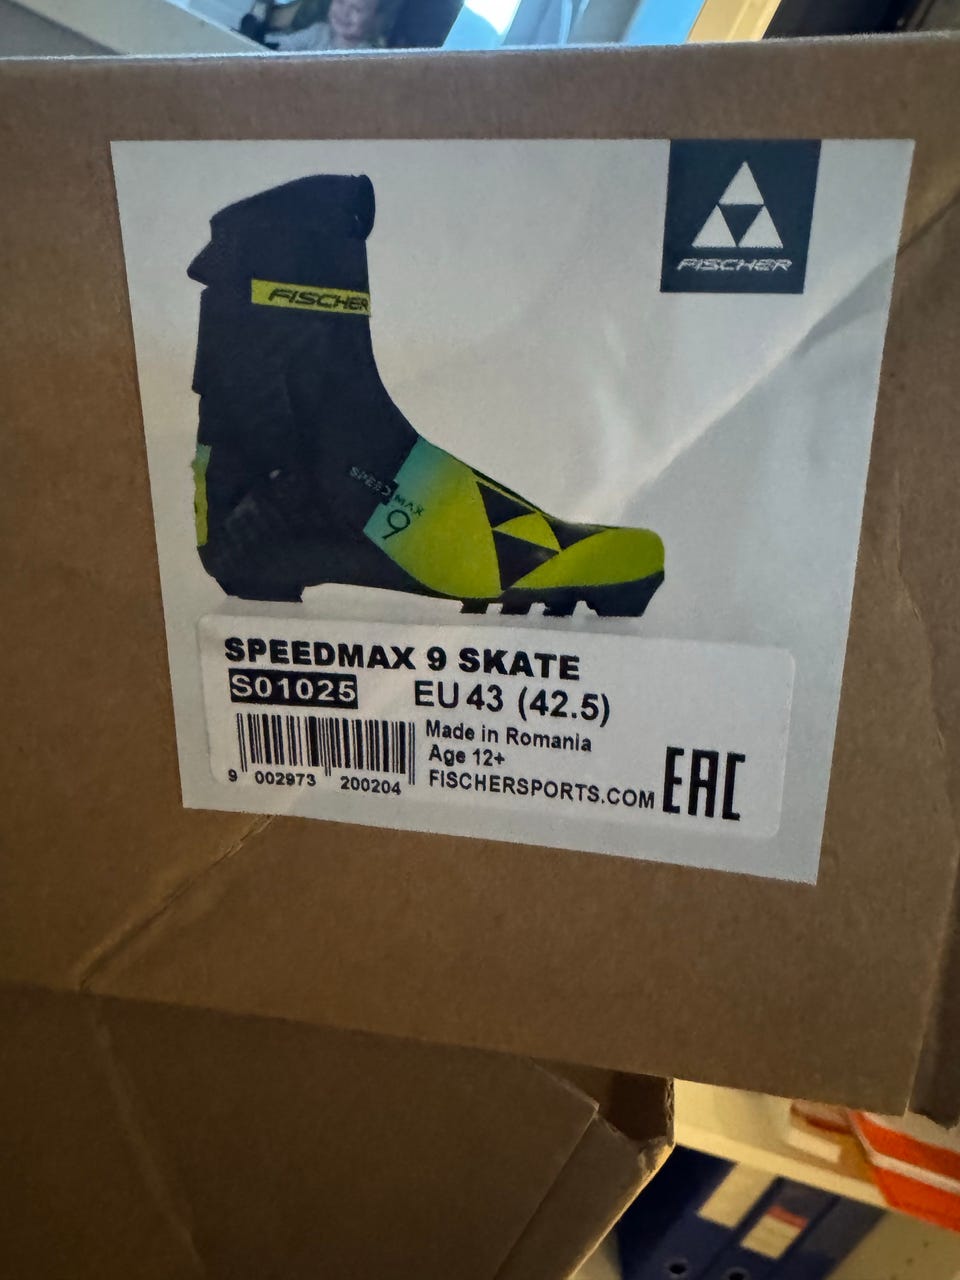 FISCHER
FISCHER
SPEEDMAX
9
SPEEDMAX 9 SKATE
S01025 EU 43 (42.5)
Made in Romania
Age 12+
FISCHERSPORTS.COM
9 002973 200204
EAC